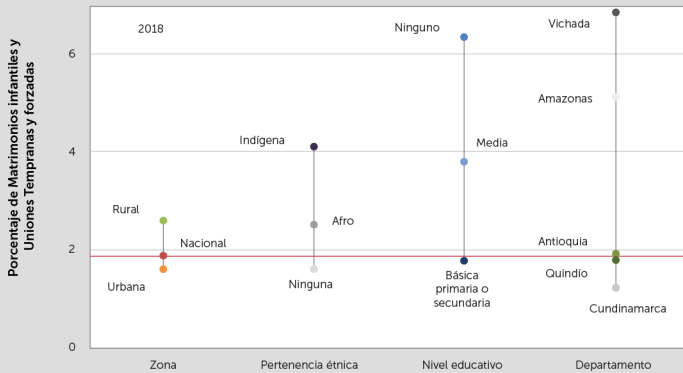 Porcentaje de Matrimonios infantiles y
Uniones Tempranas y forzadas
2018
6
4
2
0
Rural
Nacional
Urbana
Indígena
Afro
Ninguna
Ninguno
Media
Básica
primaria o
secundaria
Vichada
Amazonas
Antioquia
Quindío
Cundinamarca
Zona
Pertenencia étnica
Nivel educativo
Departamento